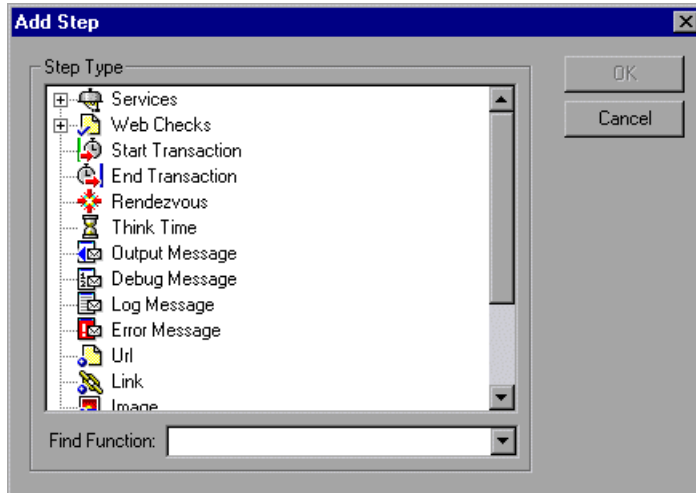 Add Step
Step Type
OK
Cancel
Services
Web Checks
Start Transaction
End Transaction
Rendezvous
Think Time
Output Message
Debug Message
Log Message
Error Message
Url
Link
Image
Find Function: